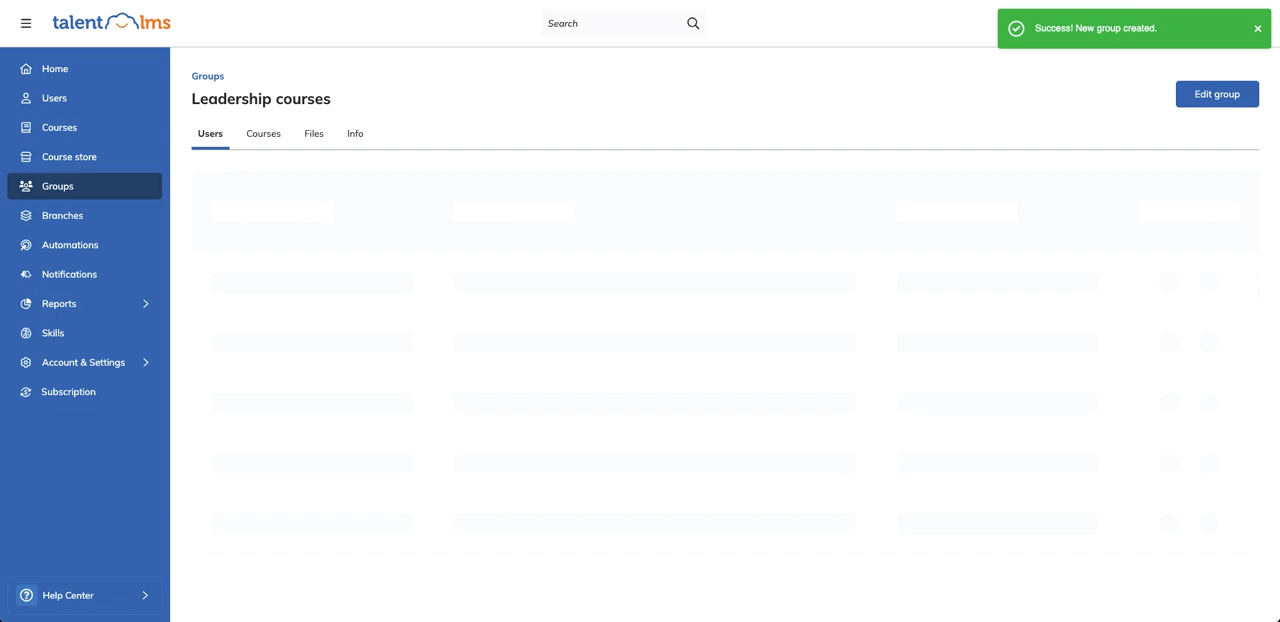 talentlms
Search
Success! New group created.
Home
Users
Courses
Course store
Groups
Branches
Automations
Notifications
Reports
Skills
Account & Settings
Subscription
Help Center
Groups
Leadership courses
Edit group
Users Courses Files Info